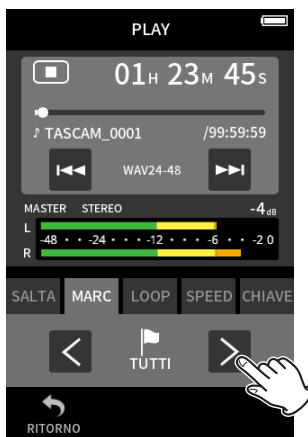 PLAY
01H 23M 45S
♪ TASCAM_0001 /99:59:59
WAV24-48
MASTER STEREO -4dB
L
-48 · · -24 · · · -12 · · · -6 · · -2 0
R
SALTA MARC LOOP SPEED CHIAVE
TUTTI
RITORNO